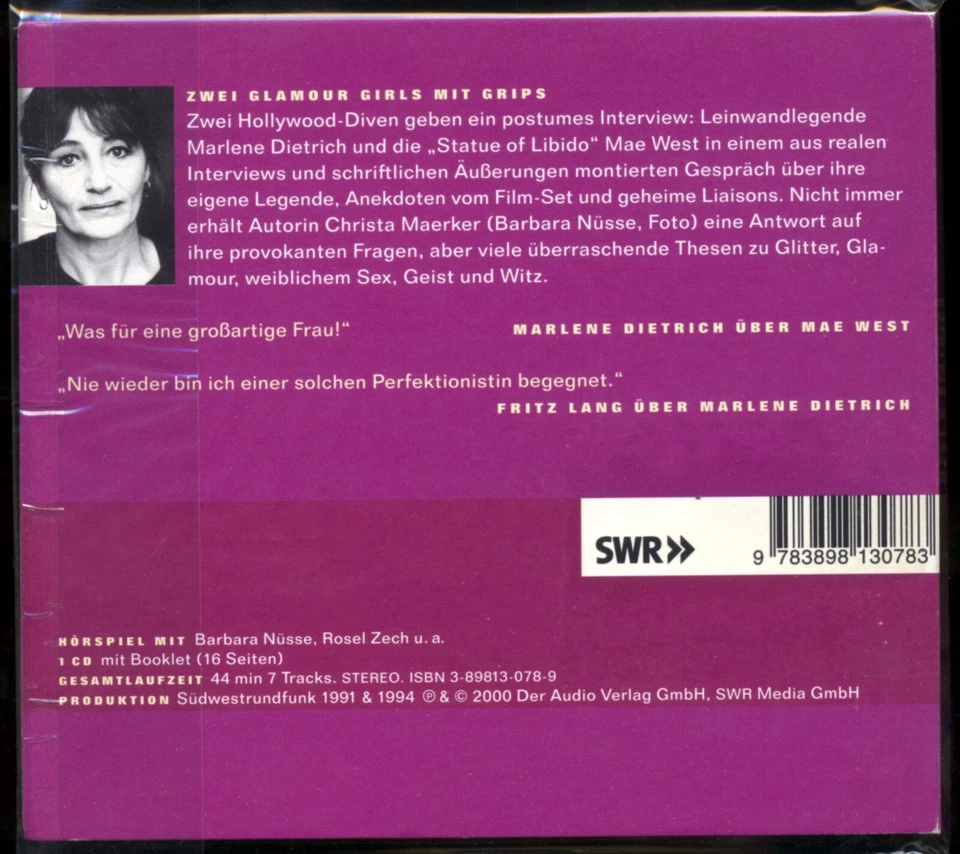 ZWEI GLAMOUR GIRLS MIT GRIPS
Zwei Hollywood-Diven geben ein postumes Interview: Leinwandlegende
Marlene Dietrich und die „Statue of Libido“ Mae West in einem aus realen
Interviews und schriftlichen Äußerungen montierten Gespräch über ihre
eigene Legende, Anekdoten vom Film-Set und geheime Liaisons. Nicht immer
erhält Autorin Christa Maerker (Barbara Nüsse, Foto) eine Antwort auf
ihre provokanten Fragen, aber viele überraschende Thesen zu Glitter, Gla-
mour, weiblichem Sex, Geist und Witz.
„Was für eine großartige Frau!“
MARLENE DIETRICH ÜBER MAE WEST
„Nie wieder bin ich einer solchen Perfektionistin begegnet.“
FRITZ LANG ÜBER MARLENE DIETRICH
SWR
9 783898 130783
HÖRSPIEL MIT Barbara Nüsse, Rosel Zech u. a.
1 CD mit Booklet (16 Seiten)
GESAMTLAUFZEIT 44 min 7 Tracks. STEREO. ISBN 3-89813-078-9
PRODUKTION Südwestrundfunk 1991 & 1994 ℗ & © 2000 Der Audio Verlag GmbH, SWR Media GmbH